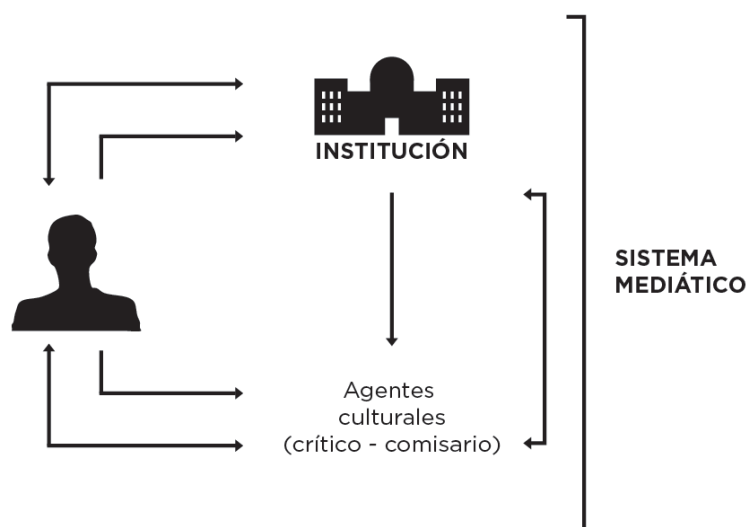 INSTITUCIÓN
SISTEMA
MEDIÁTICO
Agentes
culturales
(crítico - comisario)